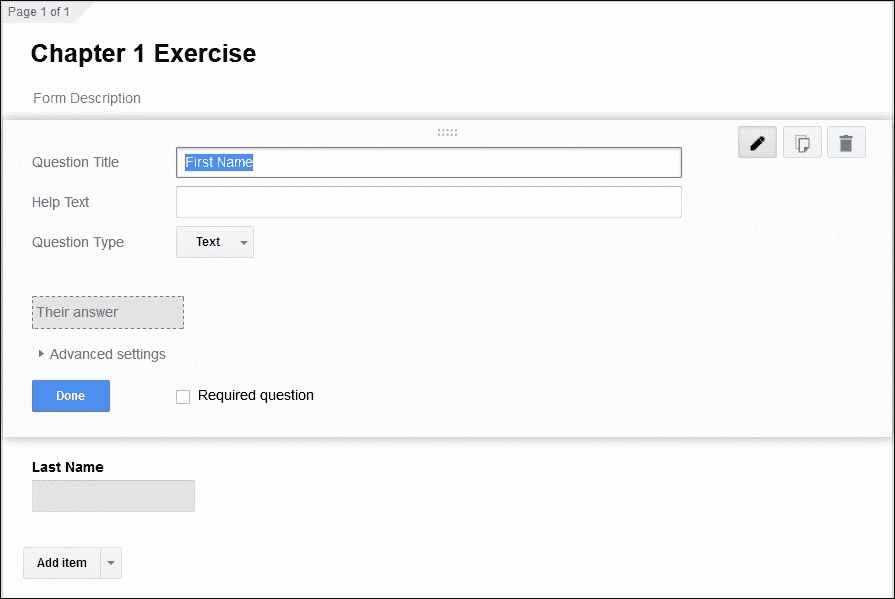 Page 1 of 1
Chapter 1 Exercise
Form Description
Question Title First Name
Help Text
Question Type Text
Their answer
Advanced settings
Done Required question
Last Name
Add item